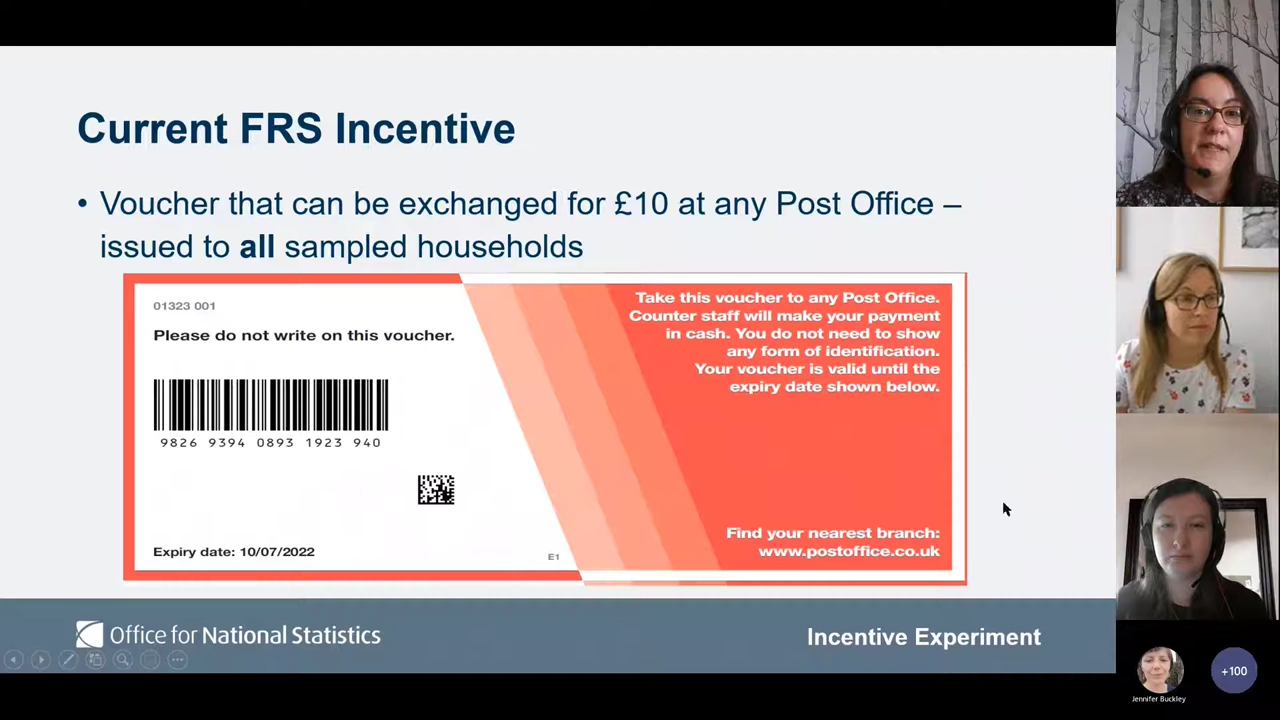 Current FRS Incentive
• Voucher that can be exchanged for £10 at any Post Office –
issued to all sampled households
01323 001
Please do not write on this voucher.
9826 9394 0893 1923 940
Expiry date: 10/07/2022
E1
Take this voucher to any Post Office.
Counter staff will make your payment
in cash. You do not need to show
any form of identification.
Your voucher is valid until the
expiry date shown below.
Find your nearest branch:
www.postoffice.co.uk
Office for National Statistics
Incentive Experiment
Jennifer Buckley
+100